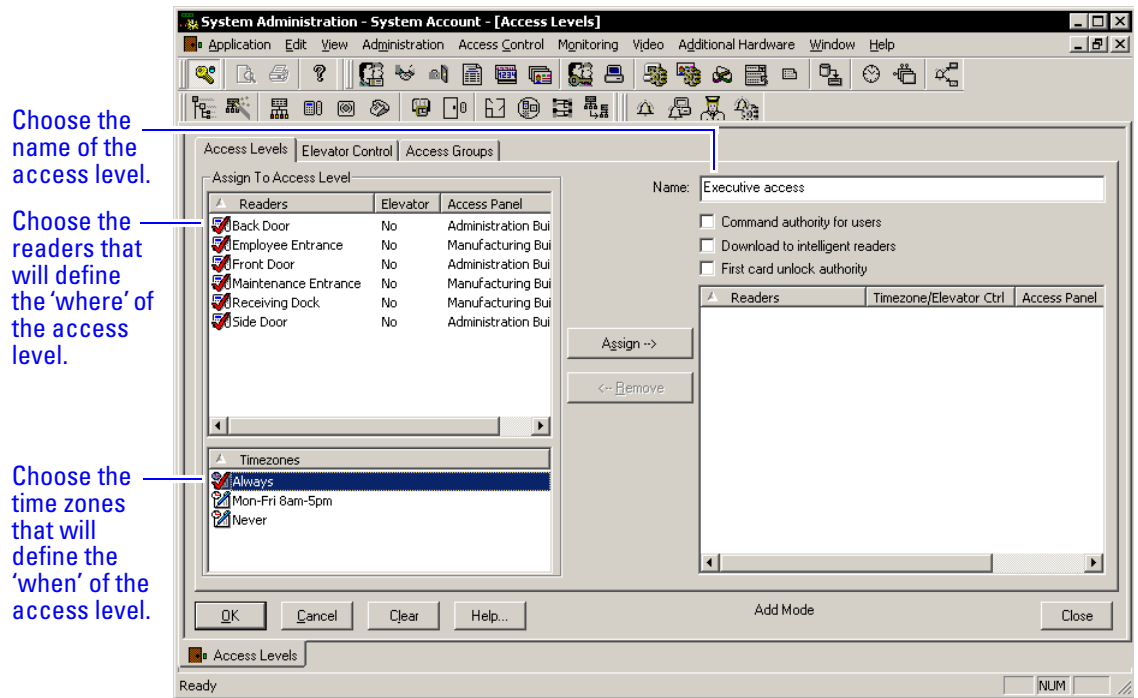 System Administration - System Account - [Access Levels]
Application Edit View Administration Access Control Monitoring Video Additional Hardware Window Help
Choose the
name of the
access level.
Choose the
readers that
will define
the ‘where’ of
the access
level.
Choose the
time zones
that will
define the
‘when’ of the
access level.
Access Levels Elevator Control Access Groups
Assign To Access Level
Readers Elevator Access Panel
Back Door No Administration Bui
Employee Entrance No Manufacturing Bui
Front Door No Administration Bui
Maintenance Entrance No Manufacturing Bui
Receiving Dock No Manufacturing Bui
Side Door No Administration Bui
Timezones
Always
Mon-Fri 8am-5pm
Never
Assign -->
<-- Remove
Name: Executive access
Command authority for users
Download to intelligent readers
First card unlock authority
Readers Timezone/Elevator Ctrl Access Panel
OK Cancel Clear Help... Add Mode Close
Access Levels
Ready NUM